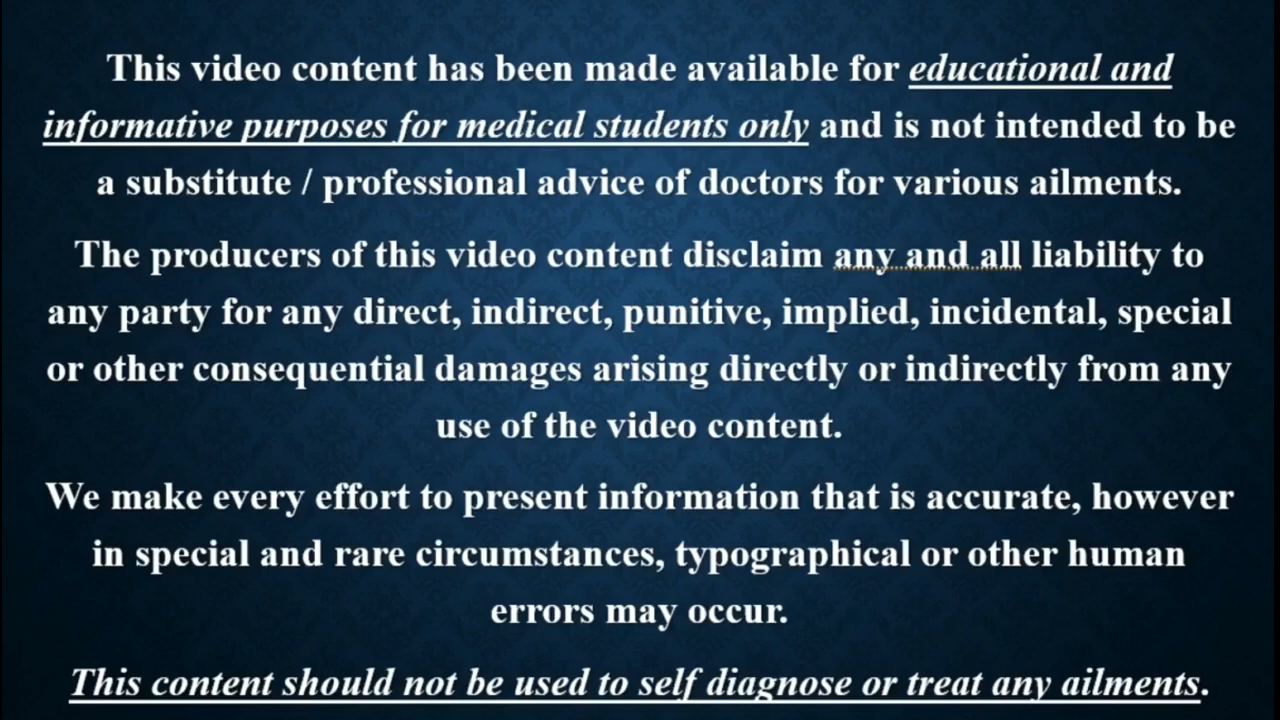 This video content has been made available for educational and
informative purposes for medical students only and is not intended to be
a substitute / professional advice of doctors for various ailments.
The producers of this video content disclaim any and all liability to
any party for any direct, indirect, punitive, implied, incidental, special
or other consequential damages arising directly or indirectly from any
use of the video content.
We make every effort to present information that is accurate, however
in special and rare circumstances, typographical or other human
errors may occur.
This content should not be used to self diagnose or treat any ailments.